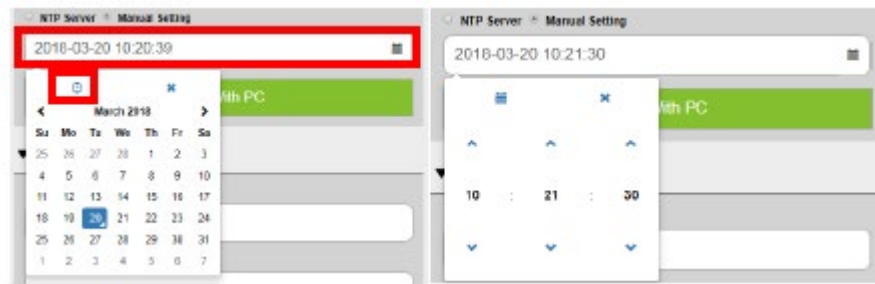 NTP Server Manual Setting
2018-03-20 10:20:39
With PC
March 2018
Su Mo Tu We Th Fr Sa
25 26 27 28 1 2 3
4 5 6 7 8 9 10
11 12 13 14 15 16 17
18 19 20 21 22 23 24
25 26 27 28 29 30 31
1 2 3 4 5 6 7
NTP Server Manual Setting
2018-03-20 10:21:30
With PC
10 : 21 : 30